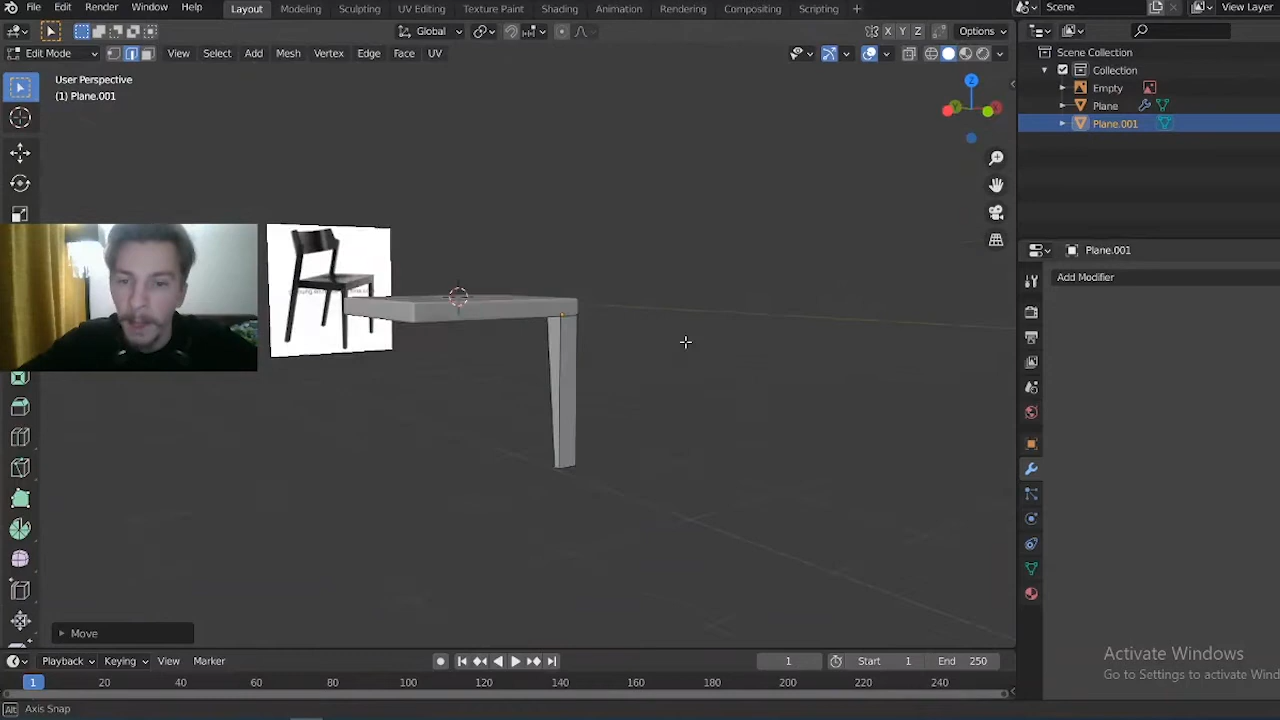 File Edit Render Window Help Layout Modeling Sculpting UV Editing Texture Paint Shading Animation Rendering Compositing Scripting + Scene View Layer
Global X Y Z Options
Edit Mode View Select Add Mesh Vertex Edge Face UV
User Perspective
(1) Plane.001
Z
Y
Scene Collection
Collection
Empty
Plane
Plane.001
Plane.001
Add Modifier
Move
Playback Keying View Marker 1 Start 1 End 250
1 20 40 60 80 100 120 140 160 180 200 220 240
Alt Axis Snap
Activate Windows
Go to Settings to activate Win